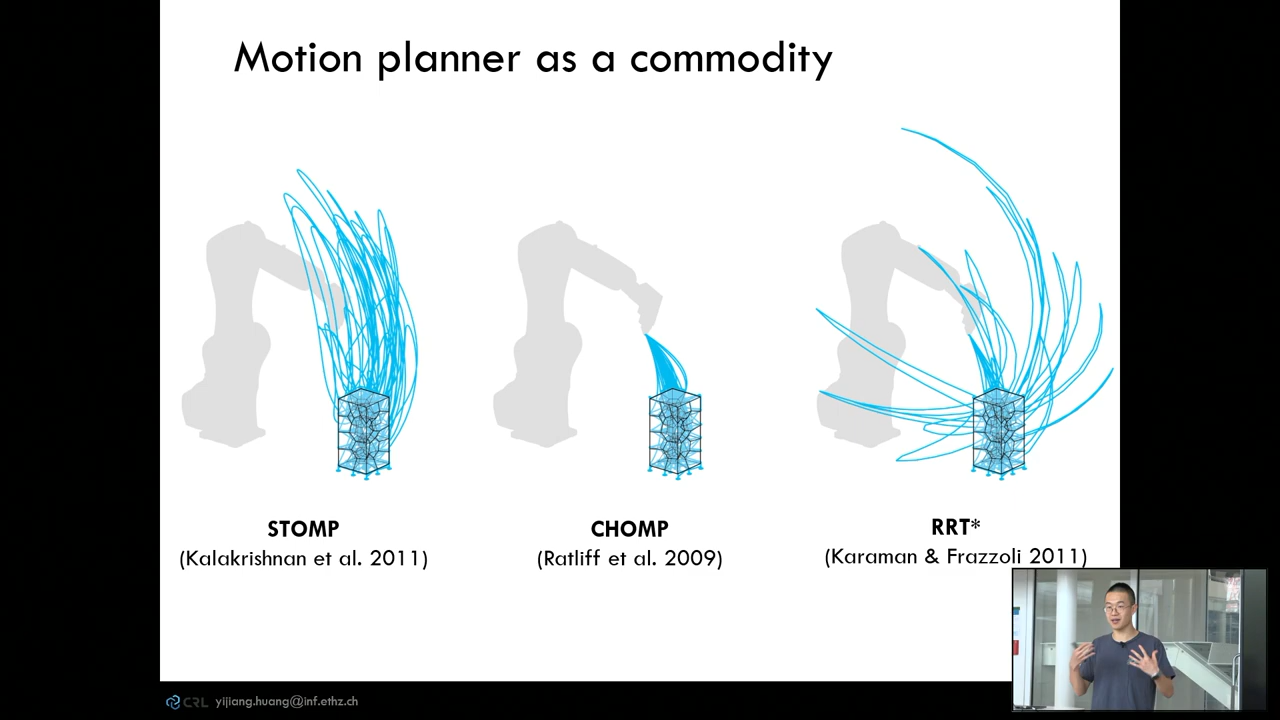 Motion planner as a commodity
STOMP
(Kalakrishnan et al. 2011)
CHOMP
(Ratliff et al. 2009)
RRT*
(Karaman & Frazzoli 2011)
CRL yijiang.huang@inf.ethz.ch